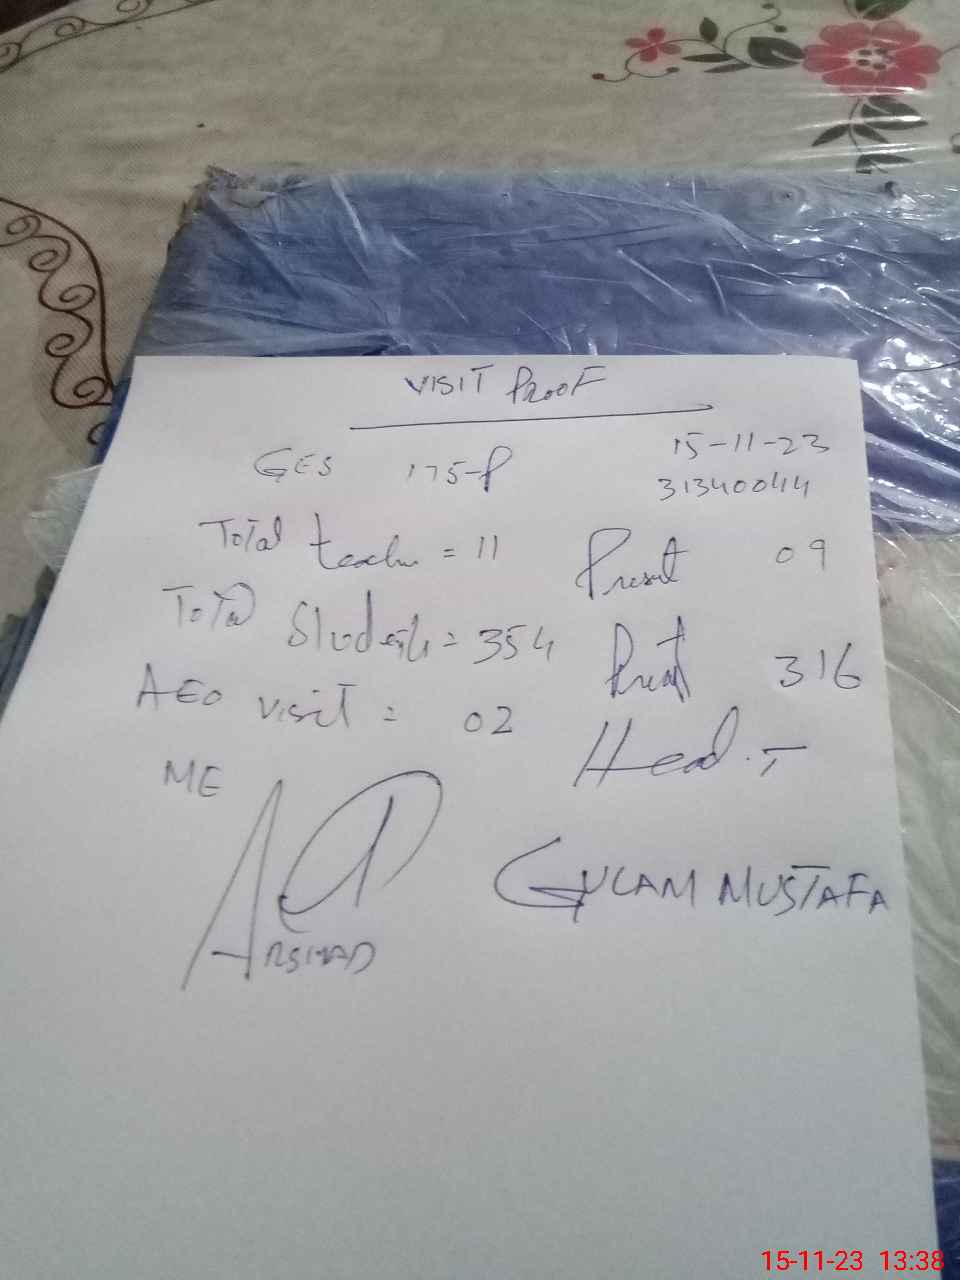 VISIT PROOF
GES 175-P 15-11-23
31340044
Total teacher = 11 Present 09
Total Students = 354 Present 316
AEO visit = 02 Head.T
ME
ARSHAD GULAM MUSTAFA
15-11-23 13:38